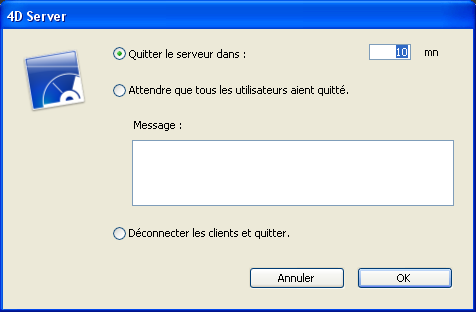 4D Server
Quitter le serveur dans : 10 mn
Attendre que tous les utilisateurs aient quitté.
Message :
Déconnecter les clients et quitter.
Annuler OK